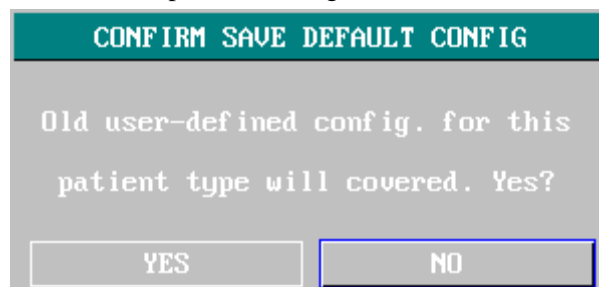 CONFIRM SAVE DEFAULT CONFIG
Old user-defined config. for this
patient type will covered. Yes?
YES
NO